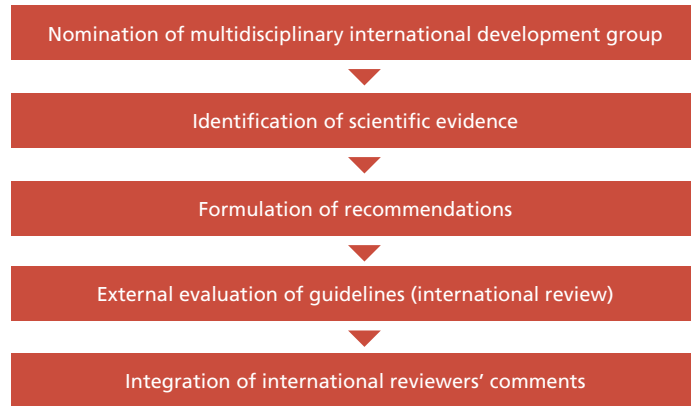 Nomination of multidisciplinary international development group
Identification of scientific evidence
Formulation of recommendations
External evaluation of guidelines (international review)
Integration of international reviewers’ comments